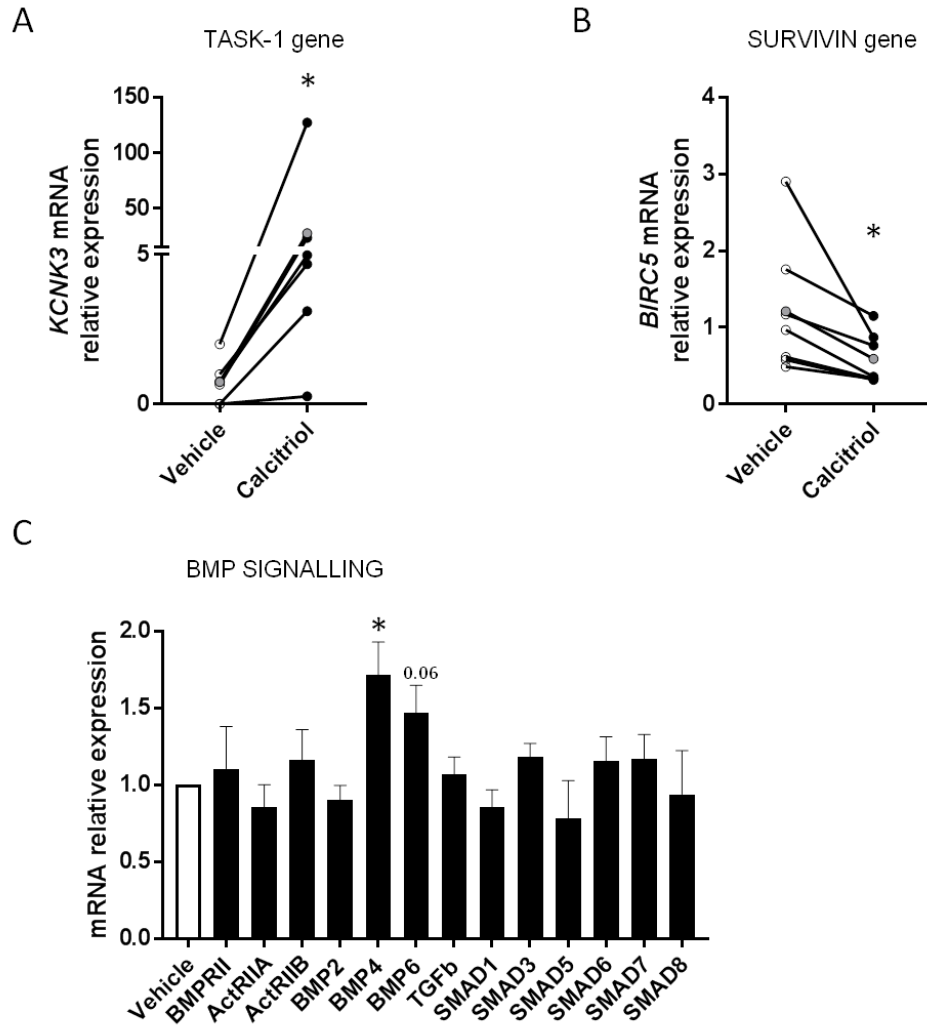 A
TASK-1 gene
*
150
100
50
5
0
KCNK3 mRNA
relative expression
Vehicle
Calcitriol
B
SURVIVIN gene
*
4
3
2
1
0
BIRC5 mRNA
relative expression
Vehicle
Calcitriol
C
BMP SIGNALLING
2.0
1.5
1.0
0.5
0.0
mRNA relative expression
*
0.06
Vehicle
BMPRII
ActRIIA
ActRIIB
BMP2
BMP4
BMP6
TGFb
SMAD1
SMAD3
SMAD5
SMAD6
SMAD7
SMAD8